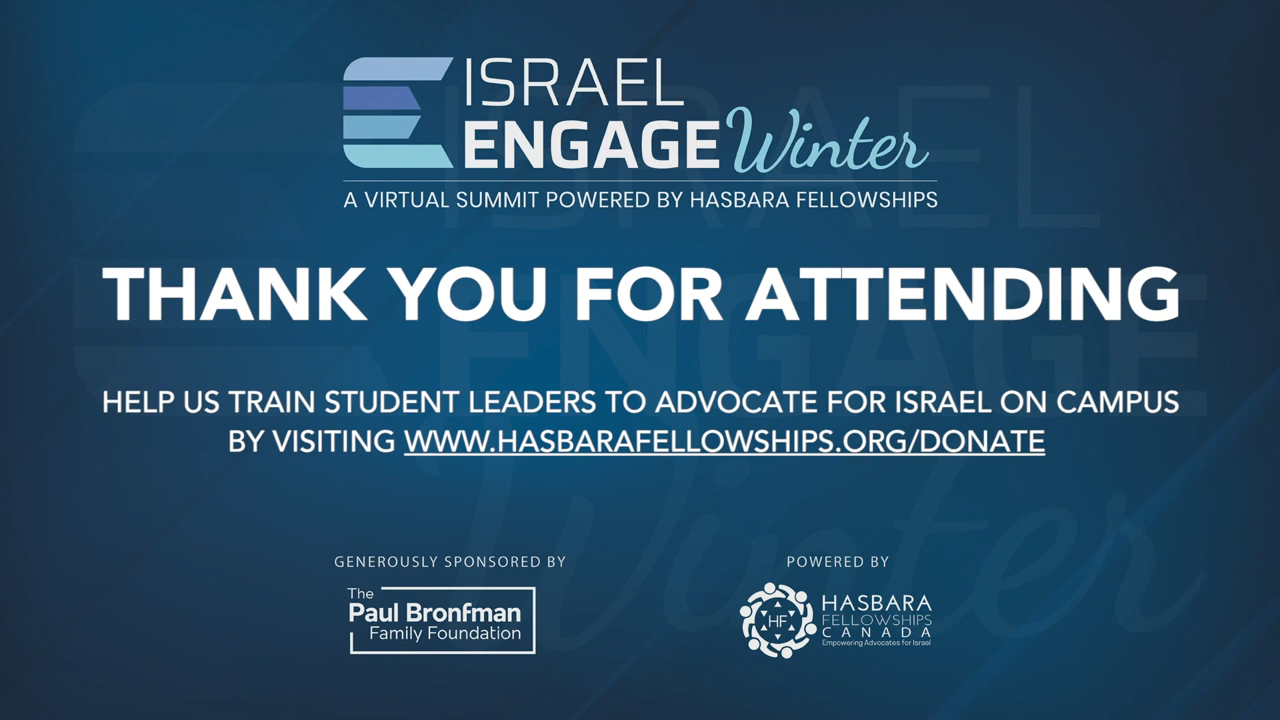 ISRAEL
ENGAGE Winter
A VIRTUAL SUMMIT POWERED BY HASBARA FELLOWSHIPS
THANK YOU FOR ATTENDING
HELP US TRAIN STUDENT LEADERS TO ADVOCATE FOR ISRAEL ON CAMPUS
BY VISITING WWW.HASBARAFELLOWSHIPS.ORG/DONATE
GENEROUSLY SPONSORED BY
The
Paul Bronfman
Family Foundation
POWERED BY
HF
HASBARA
FELLOWSHIPS
CANADA
Empowering Advocates for Israel